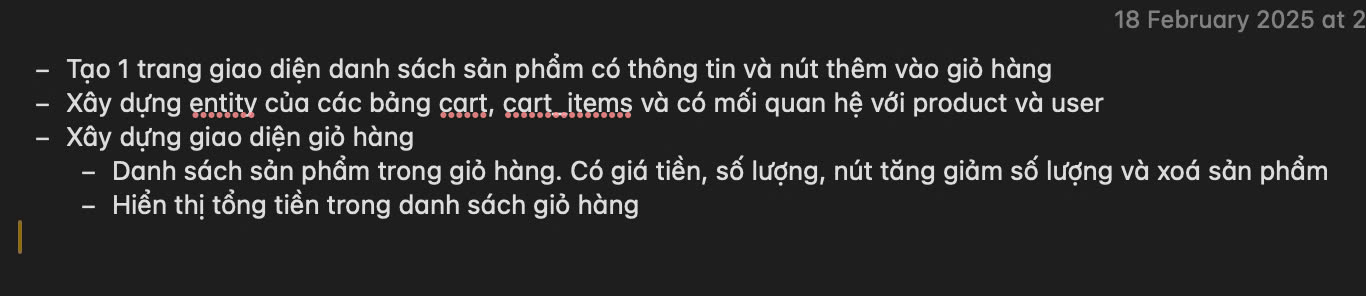 18 February 2025 at 2
– Tạo 1 trang giao diện danh sách sản phẩm có thông tin và nút thêm vào giỏ hàng
– Xây dựng entity của các bảng cart, cart_items và có mối quan hệ với product và user
– Xây dựng giao diện giỏ hàng
– Danh sách sản phẩm trong giỏ hàng. Có giá tiền, số lượng, nút tăng giảm số lượng và xoá sản phẩm
– Hiển thị tổng tiền trong danh sách giỏ hàng